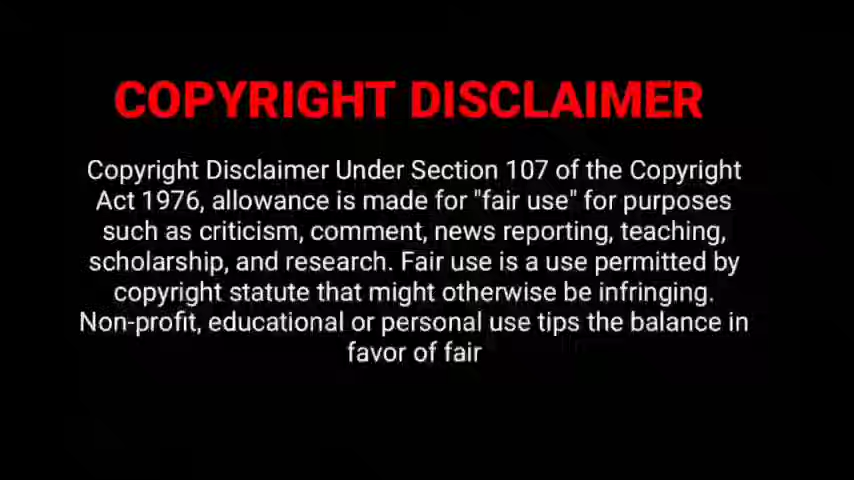 COPYRIGHT DISCLAIMER
Copyright Disclaimer Under Section 107 of the Copyright
Act 1976, allowance is made for "fair use" for purposes
such as criticism, comment, news reporting, teaching,
scholarship, and research. Fair use is a use permitted by
copyright statute that might otherwise be infringing.
Non-profit, educational or personal use tips the balance in
favor of fair